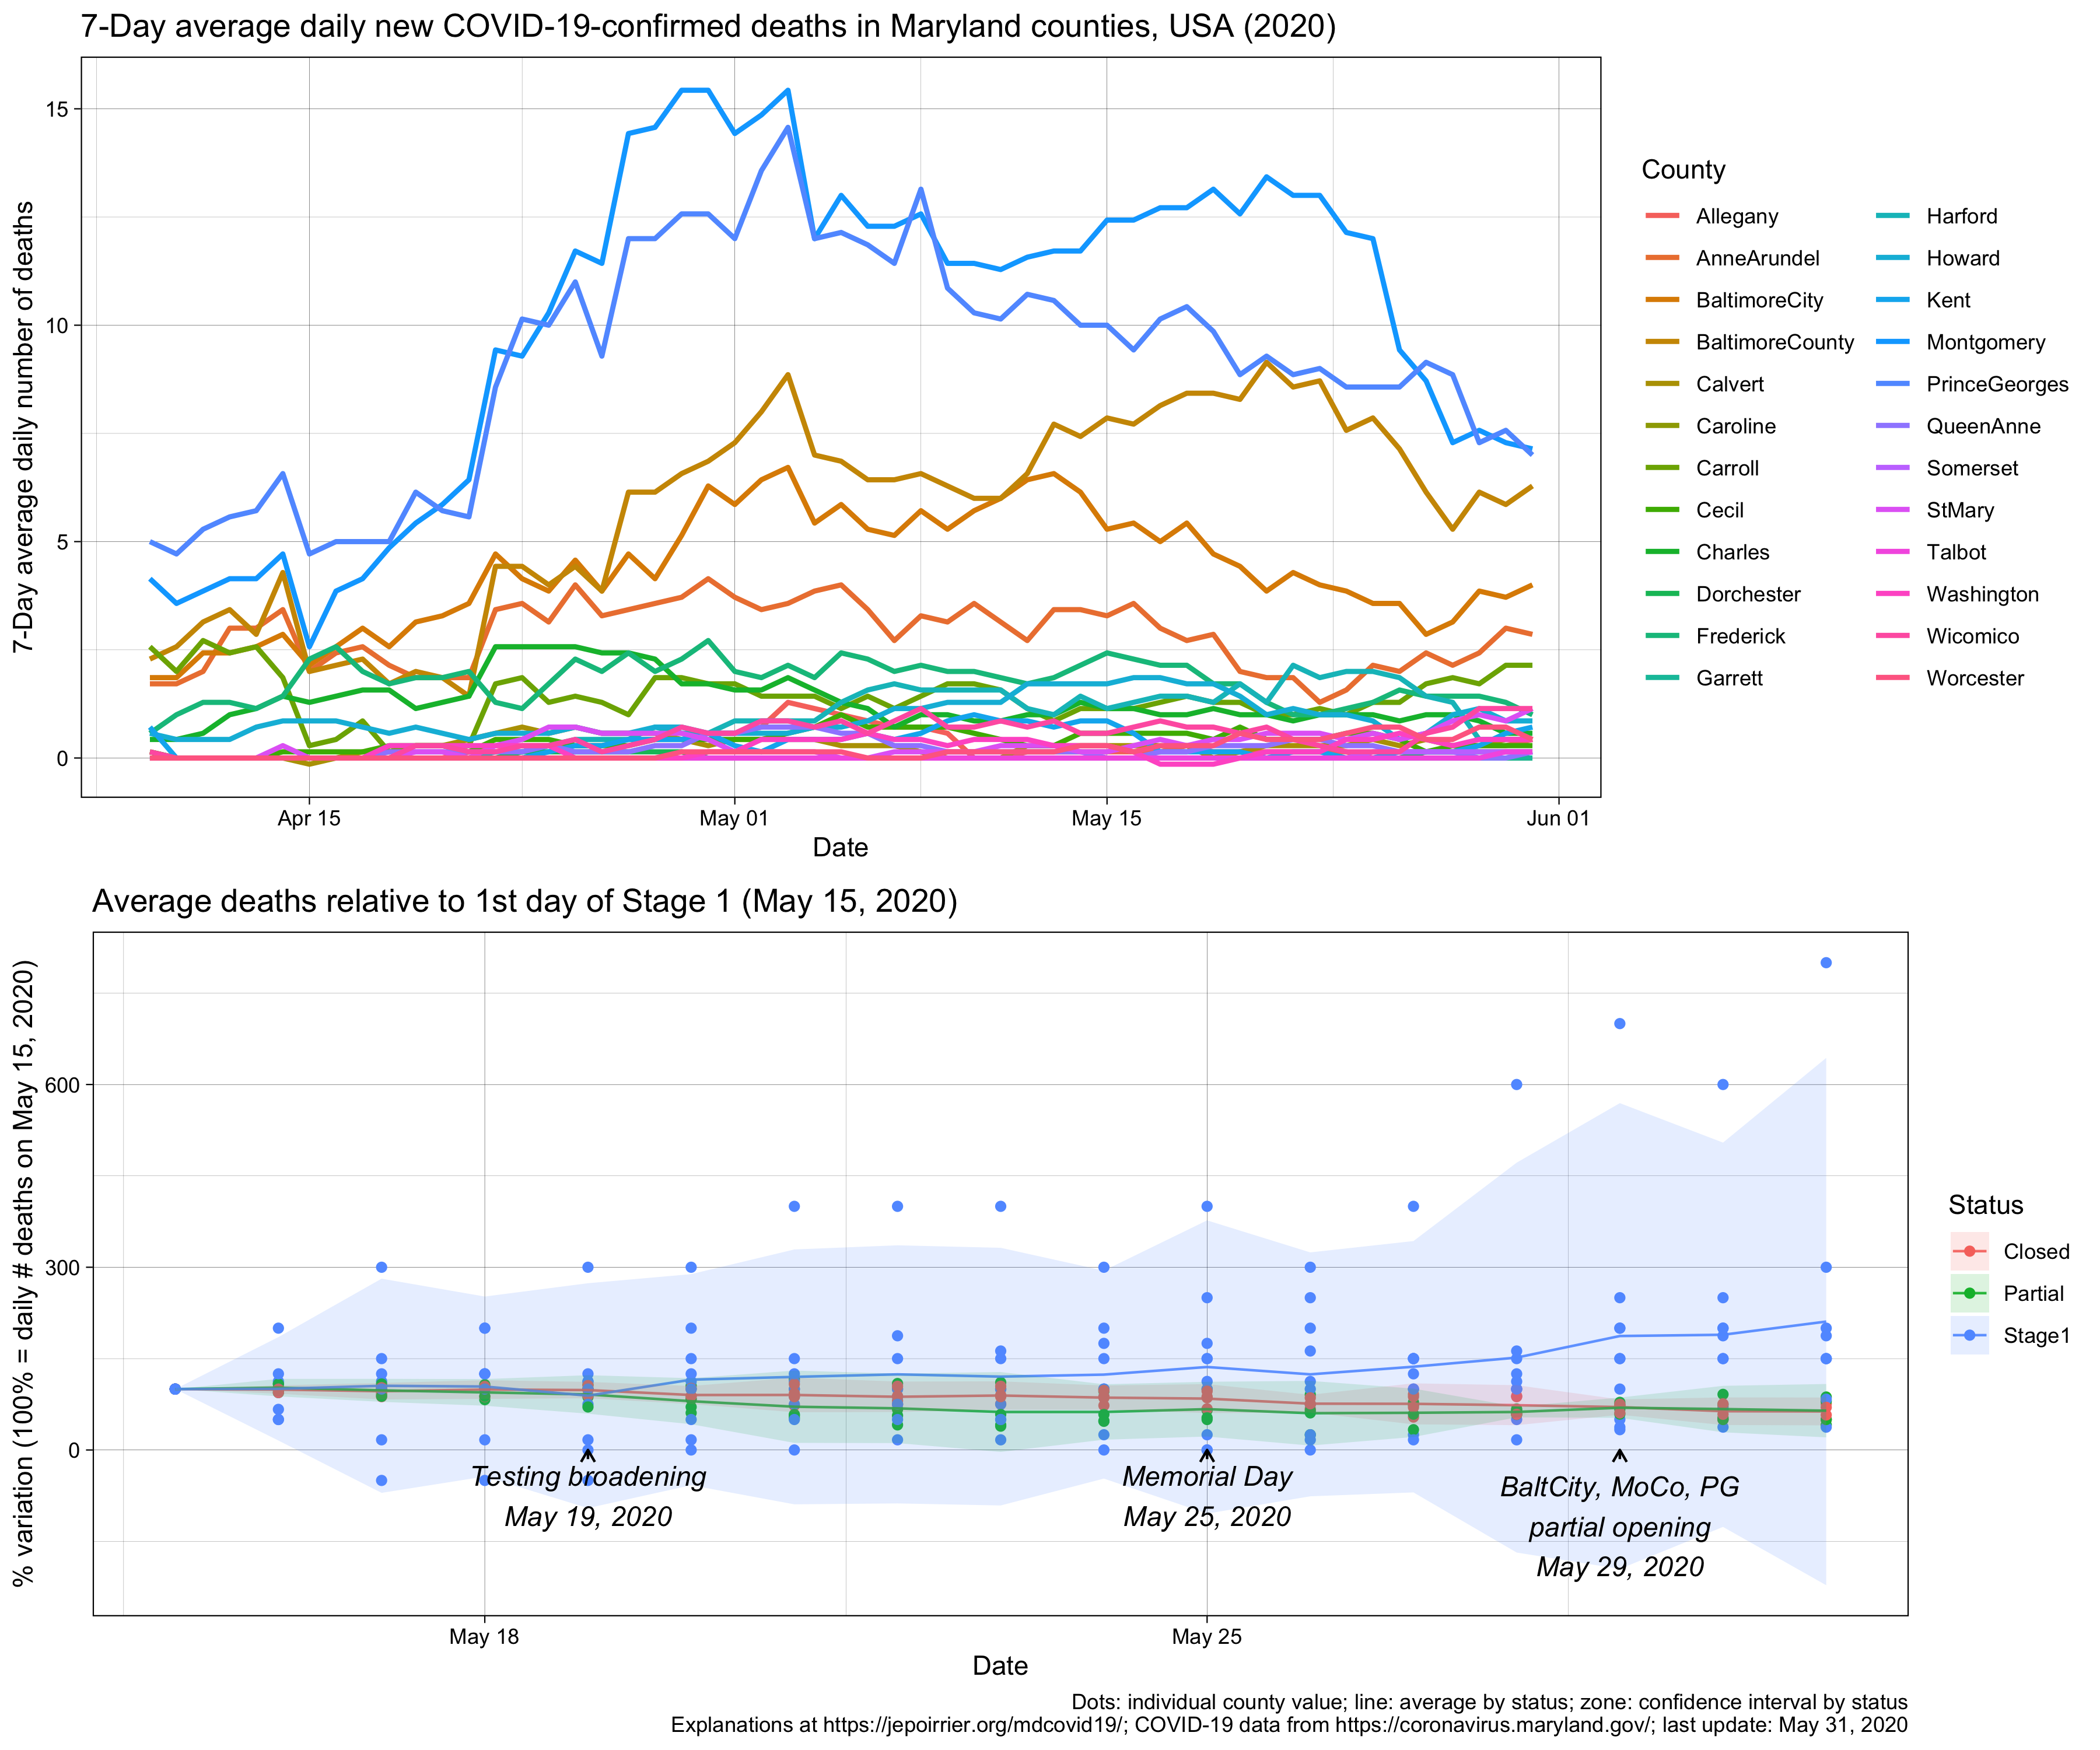 7-Day average daily new COVID-19-confirmed deaths in Maryland counties, USA (2020)
7-Day average daily number of deaths
15
10
5
0
Apr 15
May 01
May 15
Jun 01
Date
County
Allegany
AnneArundel
BaltimoreCity
BaltimoreCounty
Calvert
Caroline
Carroll
Cecil
Charles
Dorchester
Frederick
Garrett
Harford
Howard
Kent
Montgomery
PrinceGeorges
QueenAnne
Somerset
StMary
Talbot
Washington
Wicomico
Worcester
Average deaths relative to 1st day of Stage 1 (May 15, 2020)
% variation (100% = daily # deaths on May 15, 2020)
600
300
0
Testing broadening
May 19, 2020
Memorial Day
May 25, 2020
BaltCity, MoCo, PG
partial opening
May 29, 2020
May 18
May 25
Date
Status
Closed
Partial
Stage1
Dots: individual county value; line: average by status; zone: confidence interval by status
Explanations at https://jepoirrier.org/mdcovid19/; COVID-19 data from https://coronavirus.maryland.gov/; last update: May 31, 2020